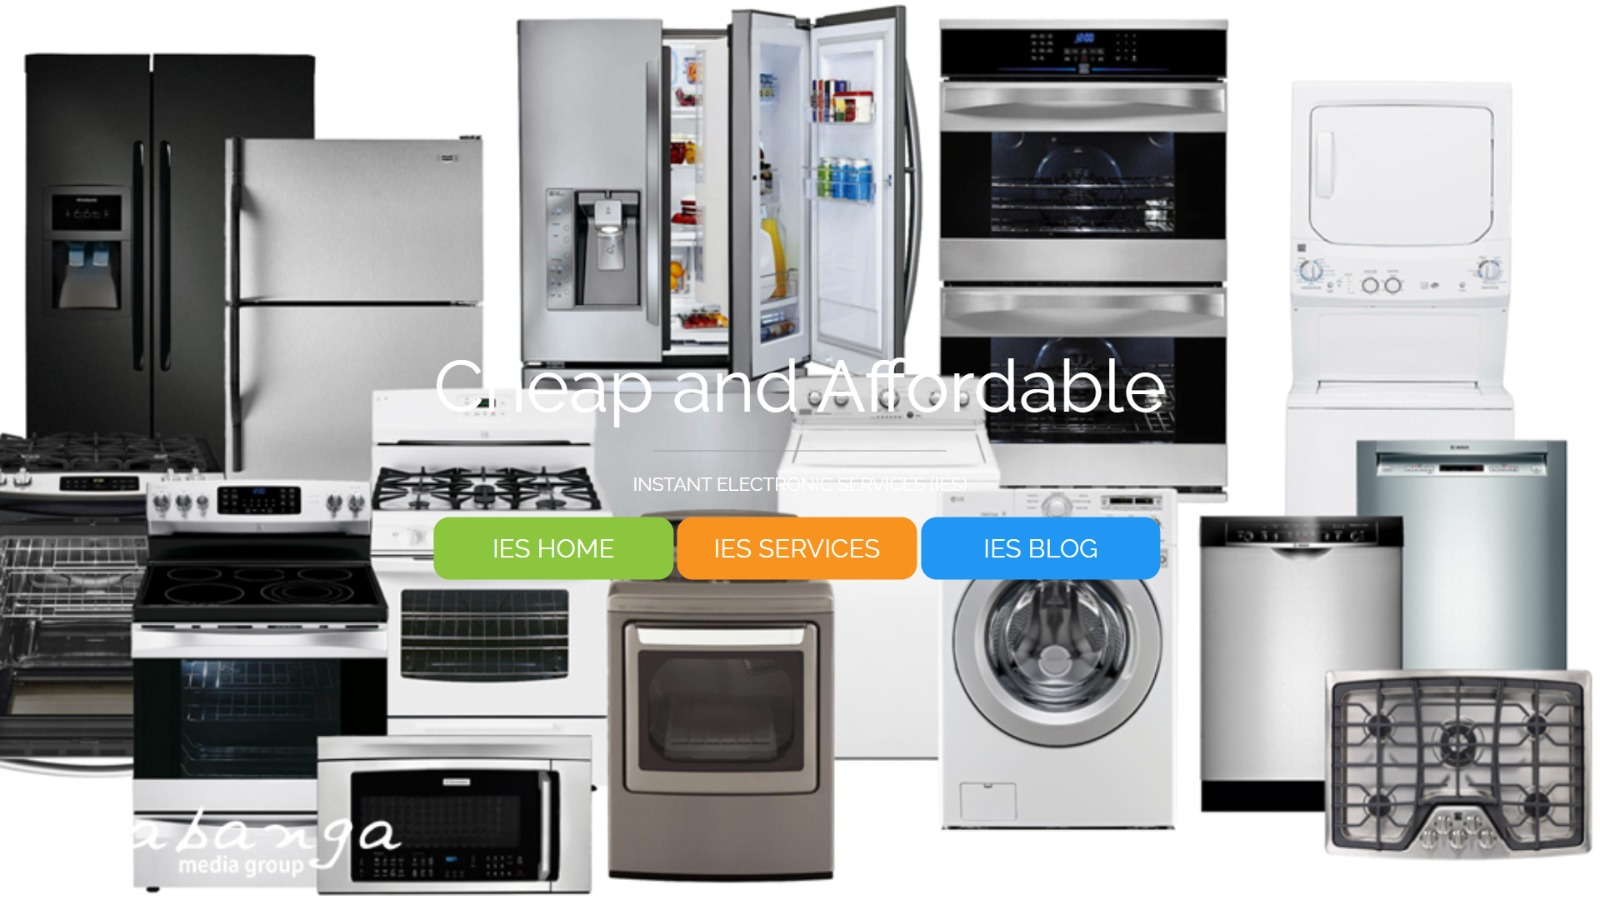 Cheap and Affordable
INSTANT ELECTRONIC SERVICES (IES)
IES HOME
IES SERVICES
IES BLOG
media group